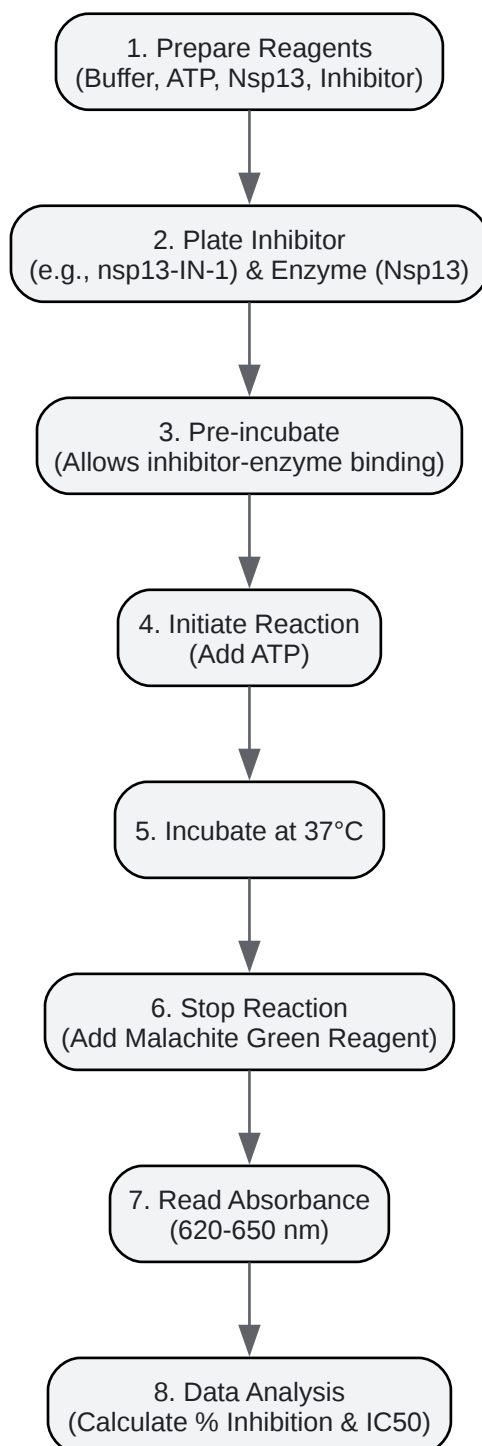 1. Prepare Reagents
(Buffer, ATP, Nsp13, Inhibitor)
2. Plate Inhibitor
(e.g., nsp13-IN-1) & Enzyme (Nsp13)
3. Pre-incubate
(Allows inhibitor-enzyme binding)
4. Initiate Reaction
(Add ATP)
5. Incubate at 37°C
6. Stop Reaction
(Add Malachite Green Reagent)
7. Read Absorbance
(620-650 nm)
8. Data Analysis
(Calculate % Inhibition & IC50)